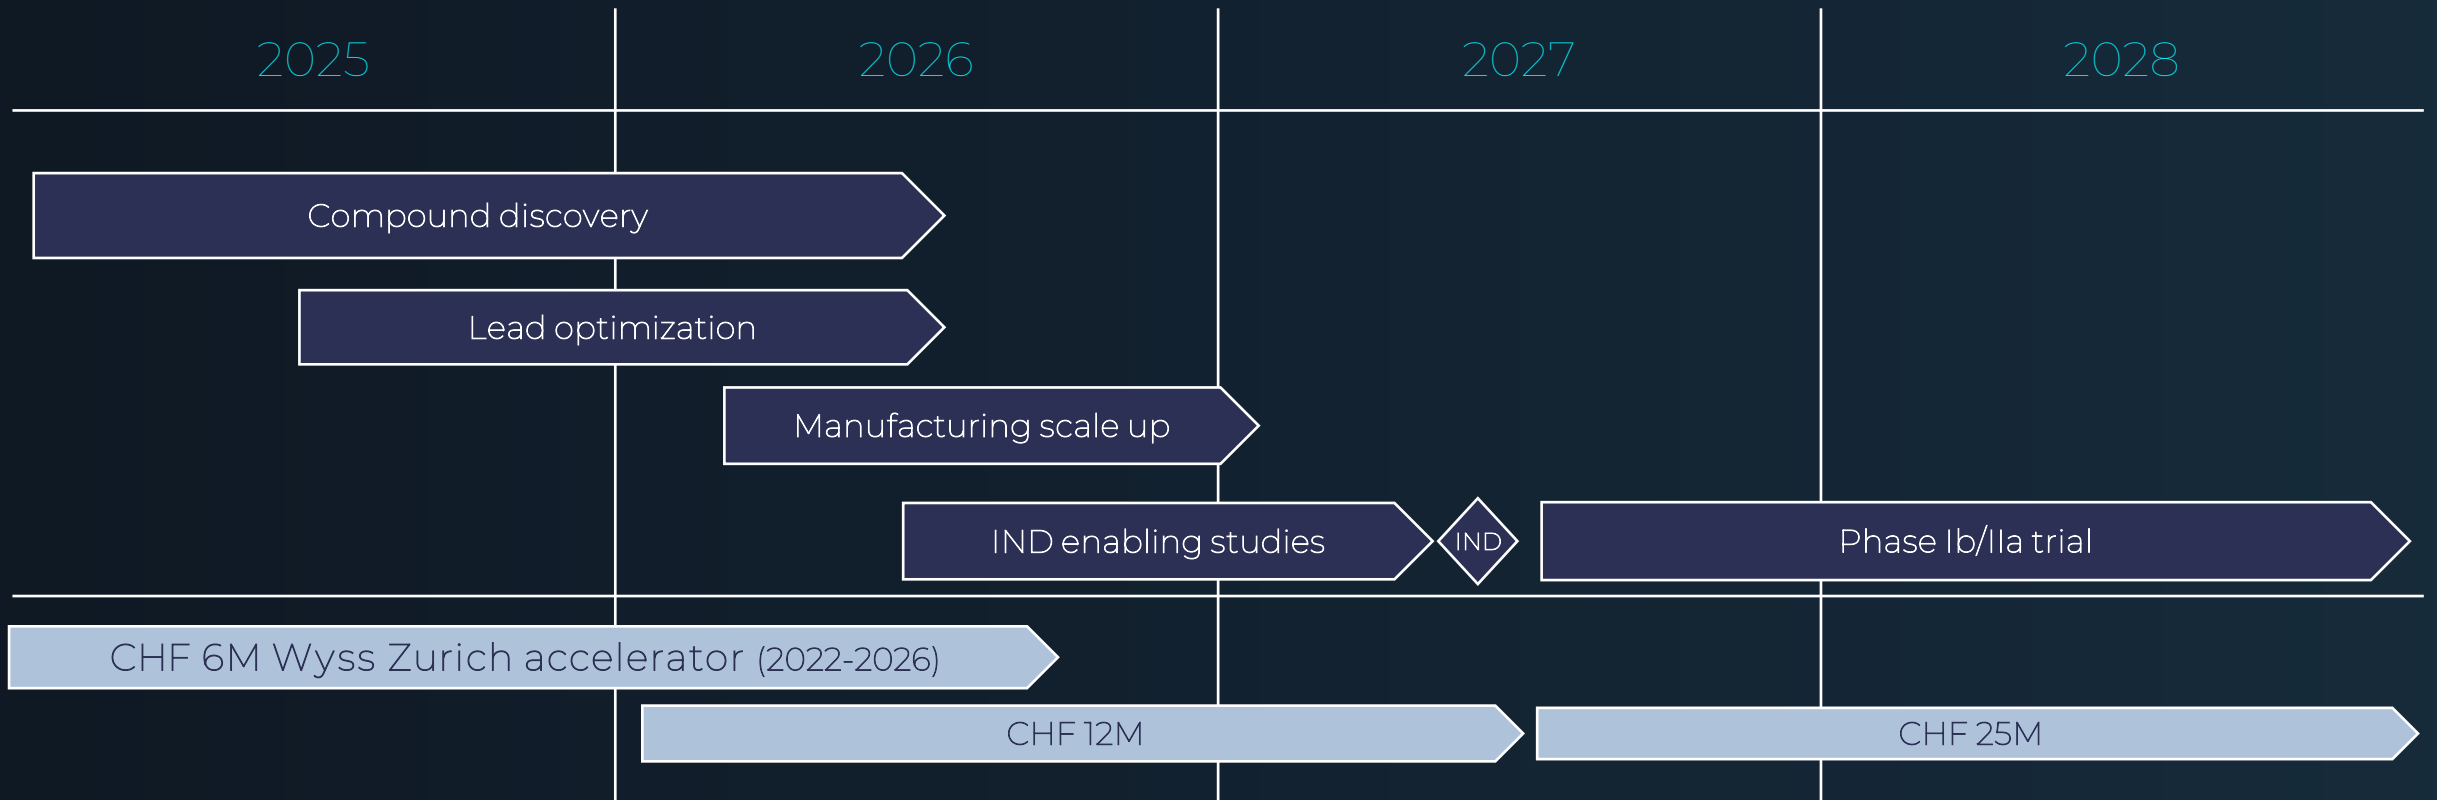 2025
2026
2027
2028
Compound discovery
Lead optimization
Manufacturing scale up
IND enabling studies
IND
Phase Ib/IIa trial
CHF 6M Wyss Zurich accelerator (2022-2026)
CHF 12M
CHF 25M